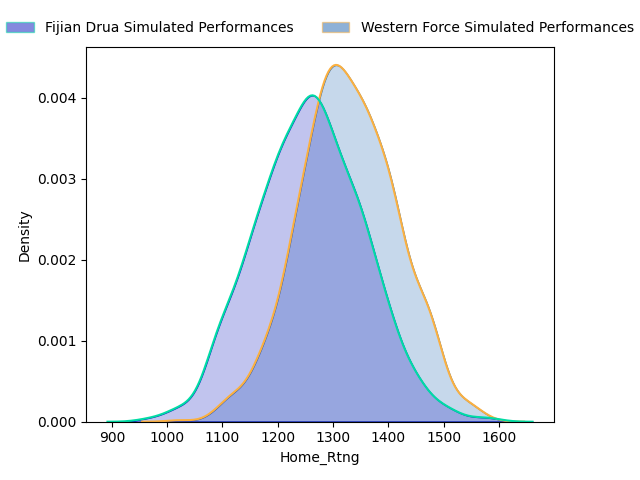 Fijian Drua Simulated Performances Western Force Simulated Performances
0.004
0.003
Density
0.002
0.001
0.000
900 1000 1100 1200 1300 1400 1500 1600
Home_Rtng